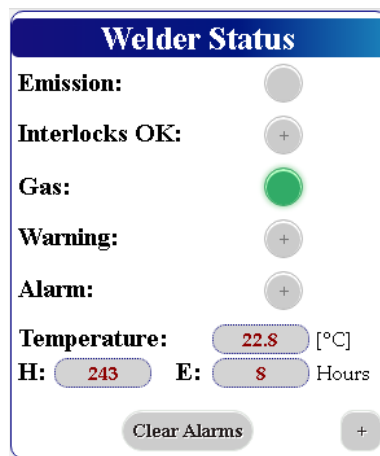 Welder Status
Emission:
Interlocks OK: +
Gas:
Warning: +
Alarm: +
Temperature: 22.8 [°C]
H: 243 E: 8 Hours
Clear Alarms +